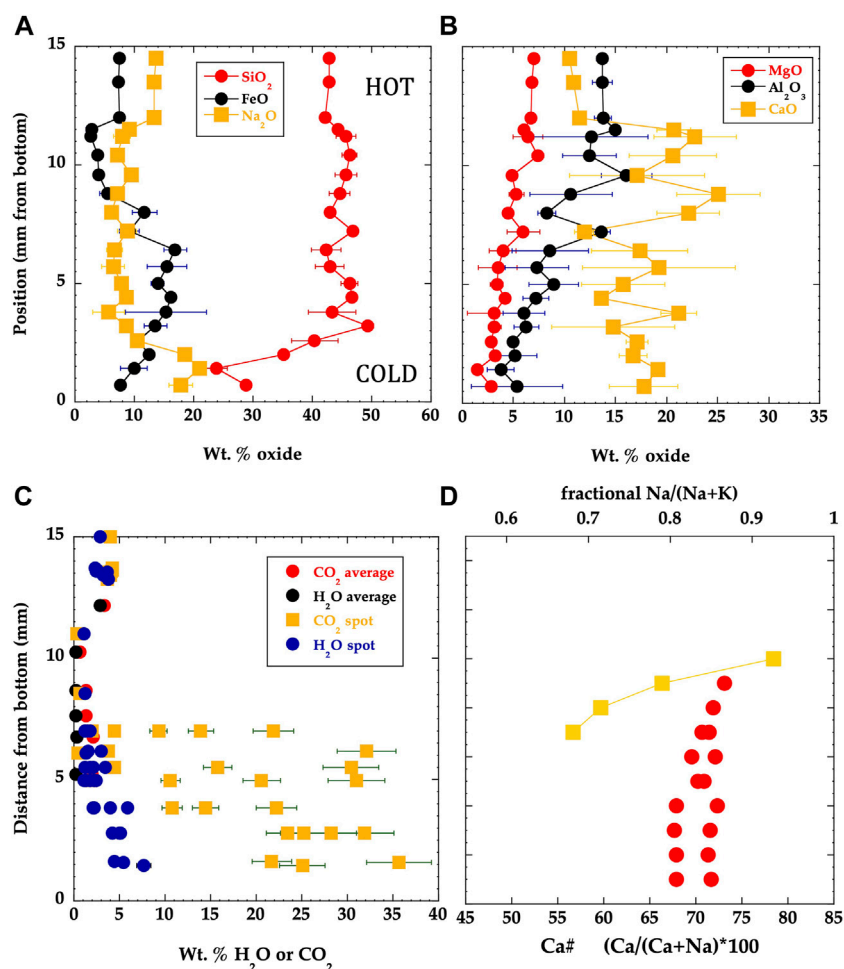 A
B
15
10
5
0
Position (mm from bottom)
SiO₂
FeO
Na₂O
HOT
COLD
0 10 20 30 40 50 60
Wt. % oxide
MgO
Al₂O₃
CaO
0 5 10 15 20 25 30 35
Wt. % oxide
C
D
15
10
5
0
Distance from bottom (mm)
CO₂ average
H₂O average
CO₂ spot
H₂O spot
0 5 10 15 20 25 30 35 40
Wt. % H₂O or CO₂
fractional Na/(Na+K)
0.6 0.7 0.8 0.9 1
45 50 55 60 65 70 75 80 85
Ca# (Ca/(Ca+Na)*100